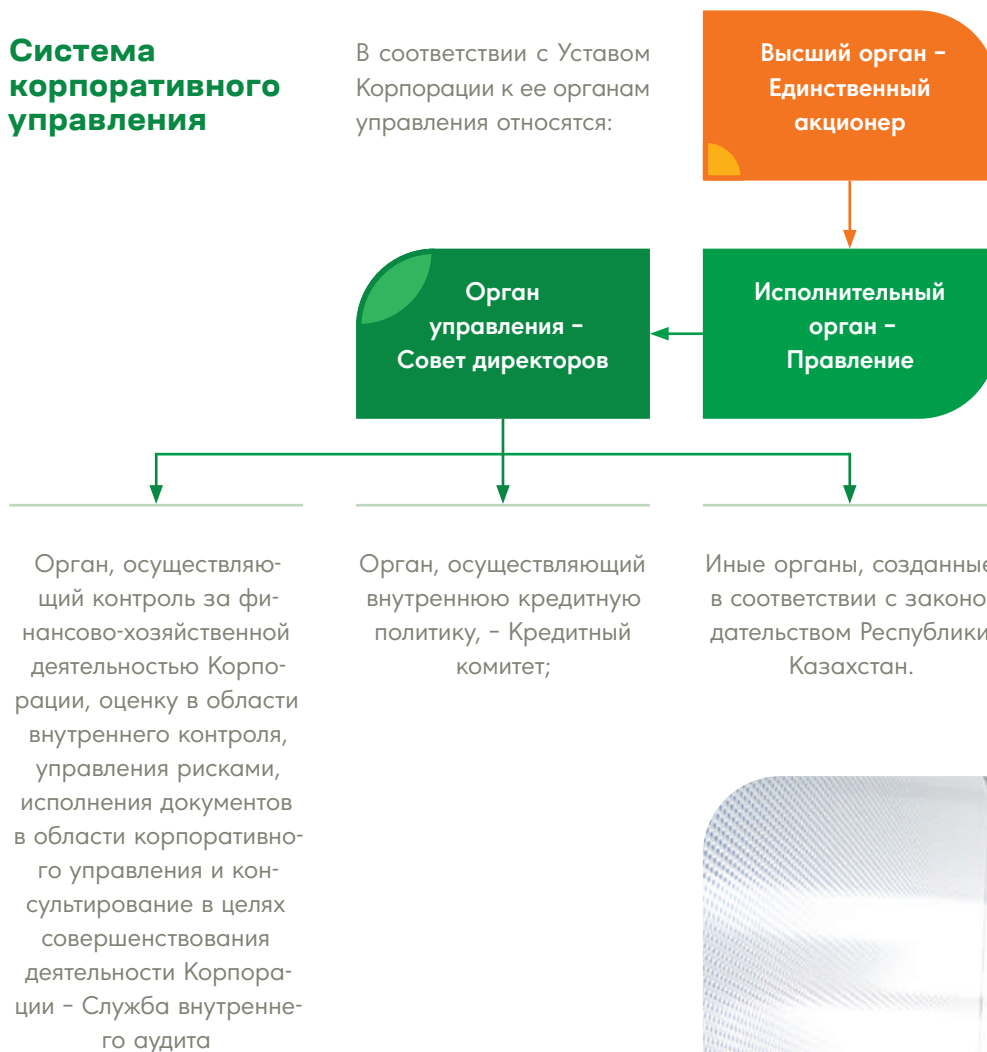 Система
корпоративного
управления
В соответствии с Уставом
Корпорации к ее органам
управления относятся:
Высший орган –
Единственный
акционер
Орган
управления –
Совет директоров
Исполнительный
орган –
Правление
Орган, осуществляю-
щий контроль за фи-
нансово-хозяйственной
деятельностью Корпо-
рации, оценку в области
внутреннего контроля,
управления рисками,
исполнения документов
в области корпоративно-
го управления и кон-
сультирование в целях
совершенствования
деятельности Корпора-
ции – Служба внутренне-
го аудита
Орган, осуществляющий
внутреннюю кредитную
политику, – Кредитный
комитет;
Иные органы, созданные
в соответствии с законо-
дательством Республики
Казахстан.